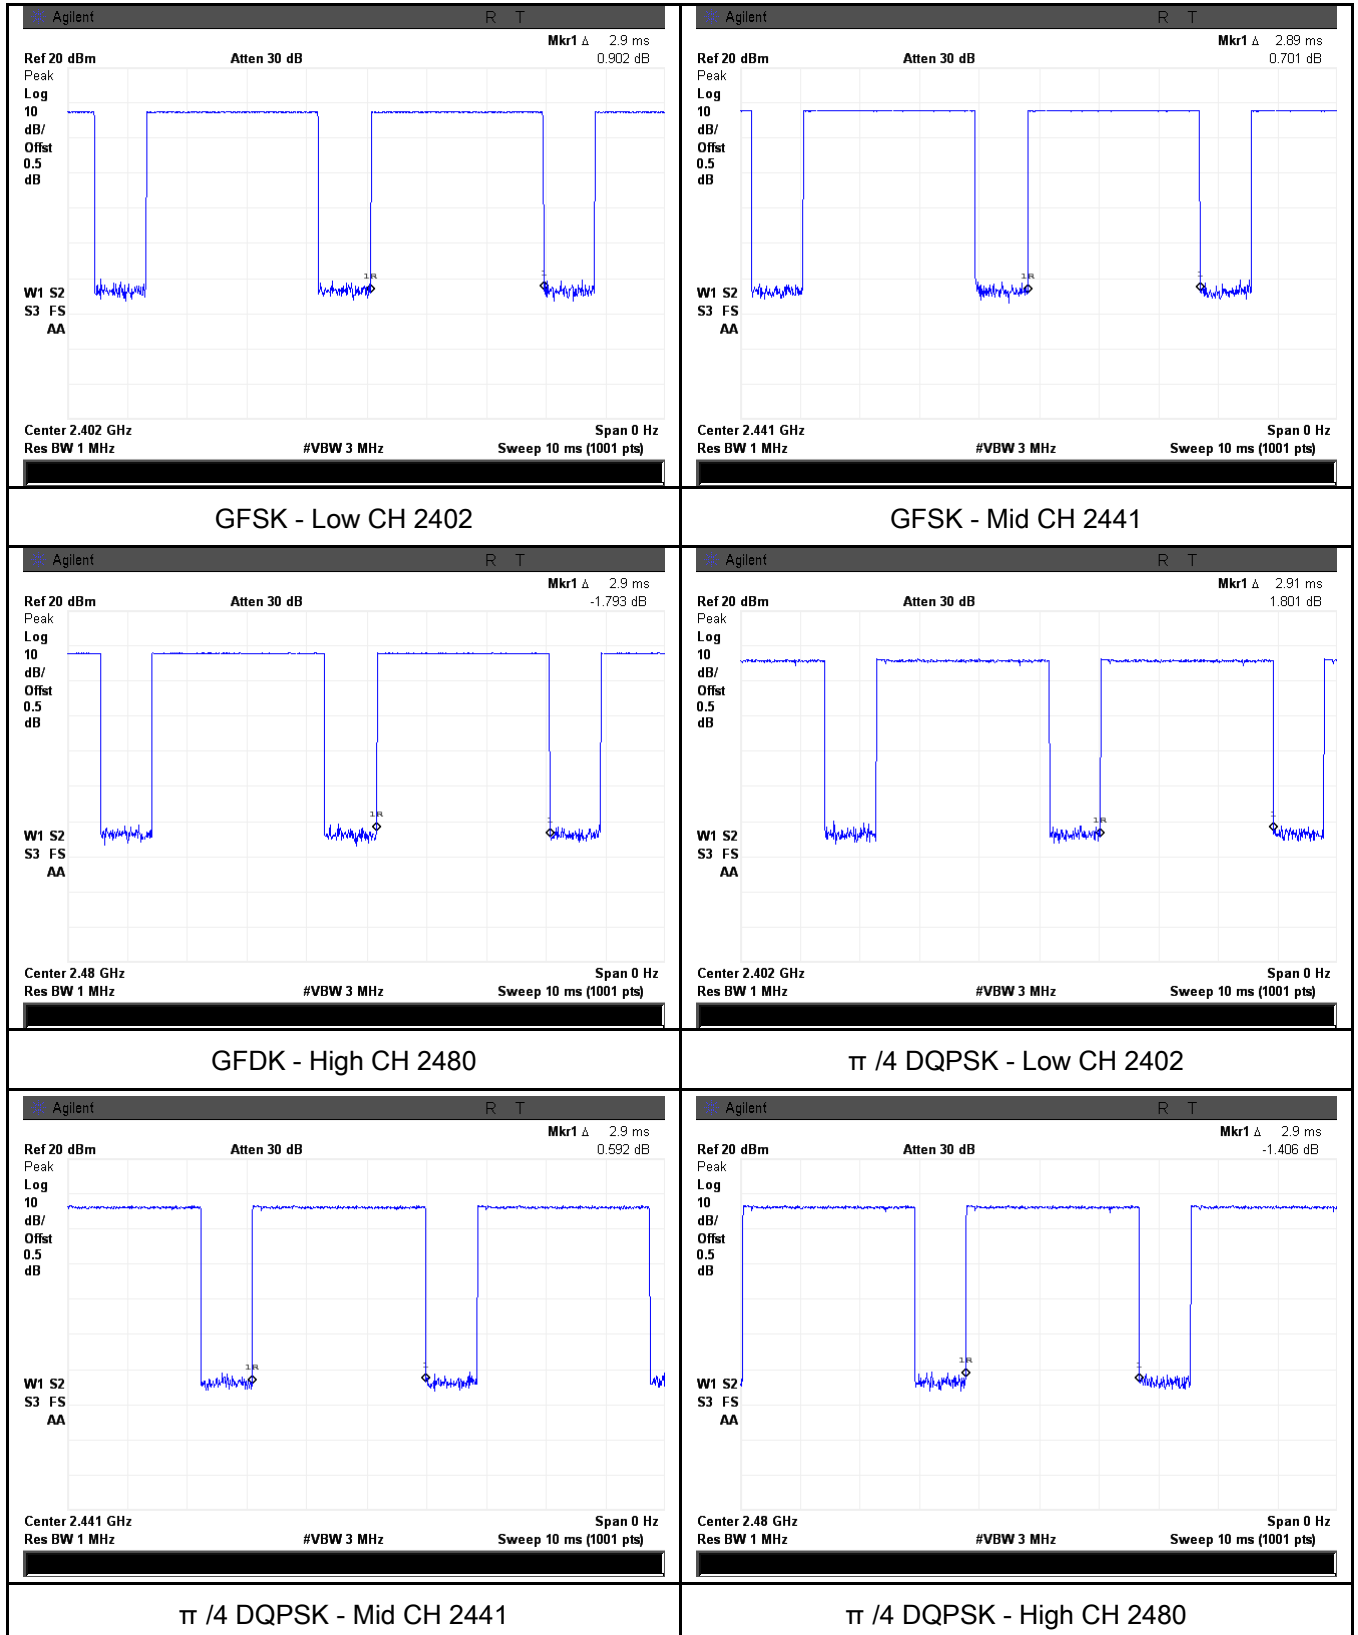 Agilent R T
Mkr1 Δ 2.9 ms
Ref 20 dBm Atten 30 dB 0.902 dB
Peak
Log
10
dB/
Offst
0.5
dB
1R
1
W1 S2
S3 FS
AA
Center 2.402 GHz Span 0 Hz
Res BW 1 MHz #VBW 3 MHz Sweep 10 ms (1001 pts)
GFSK - Low CH 2402
Agilent R T
Mkr1 Δ 2.89 ms
Ref 20 dBm Atten 30 dB 0.701 dB
Peak
Log
10
dB/
Offst
0.5
dB
1R
1
W1 S2
S3 FS
AA
Center 2.441 GHz Span 0 Hz
Res BW 1 MHz #VBW 3 MHz Sweep 10 ms (1001 pts)
GFSK - Mid CH 2441
Agilent R T
Mkr1 Δ 2.9 ms
Ref 20 dBm Atten 30 dB -1.793 dB
Peak
Log
10
dB/
Offst
0.5
dB
1R
1
W1 S2
S3 FS
AA
Center 2.48 GHz Span 0 Hz
Res BW 1 MHz #VBW 3 MHz Sweep 10 ms (1001 pts)
GFDK - High CH 2480
Agilent R T
Mkr1 Δ 2.91 ms
Ref 20 dBm Atten 30 dB 1.801 dB
Peak
Log
10
dB/
Offst
0.5
dB
1R
1
W1 S2
S3 FS
AA
Center 2.402 GHz Span 0 Hz
Res BW 1 MHz #VBW 3 MHz Sweep 10 ms (1001 pts)
π /4 DQPSK - Low CH 2402
Agilent R T
Mkr1 Δ 2.9 ms
Ref 20 dBm Atten 30 dB 0.592 dB
Peak
Log
10
dB/
Offst
0.5
dB
1R
1
W1 S2
S3 FS
AA
Center 2.441 GHz Span 0 Hz
Res BW 1 MHz #VBW 3 MHz Sweep 10 ms (1001 pts)
π /4 DQPSK - Mid CH 2441
Agilent R T
Mkr1 Δ 2.9 ms
Ref 20 dBm Atten 30 dB -1.406 dB
Peak
Log
10
dB/
Offst
0.5
dB
1R
1
W1 S2
S3 FS
AA
Center 2.48 GHz Span 0 Hz
Res BW 1 MHz #VBW 3 MHz Sweep 10 ms (1001 pts)
π /4 DQPSK - High CH 2480